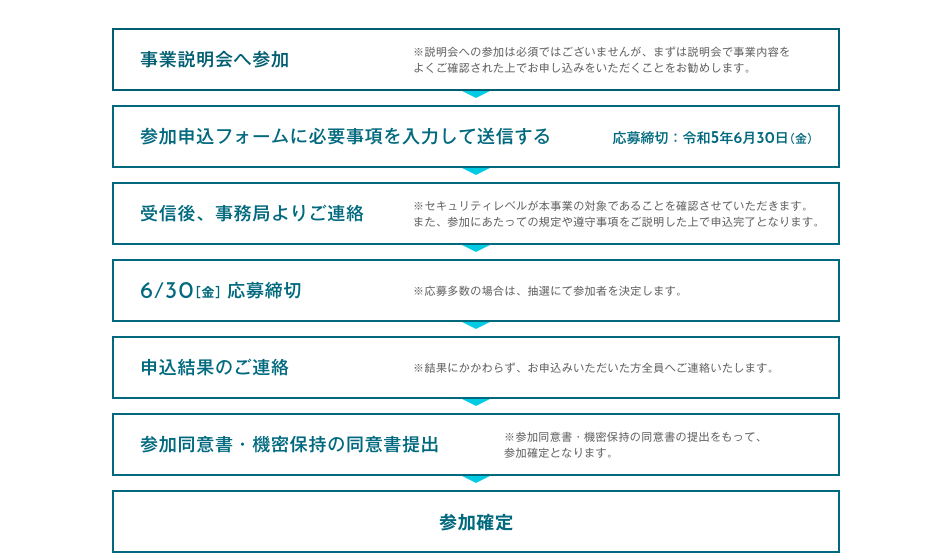 事業説明会へ参加
※説明会への参加は必須ではございませんが、まずは説明会で事業内容を
よくご確認された上でお申し込みをいただくことをお勧めします。
参加申込フォームに必要事項を入力して送信する
応募締切：令和5年6月30日（金）
受信後、事務局よりご連絡
※セキュリティレベルが本事業の対象であることを確認させていただきます。
また、参加にあたっての規定や遵守事項をご説明した上で申込完了となります。
6/30［金］ 応募締切
※応募多数の場合は、抽選にて参加者を決定します。
申込結果のご連絡
※結果にかかわらず、お申込みいただいた方全員へご連絡いたします。
参加同意書・機密保持の同意書提出
※参加同意書・機密保持の同意書の提出をもって、
参加確定となります。
参加確定